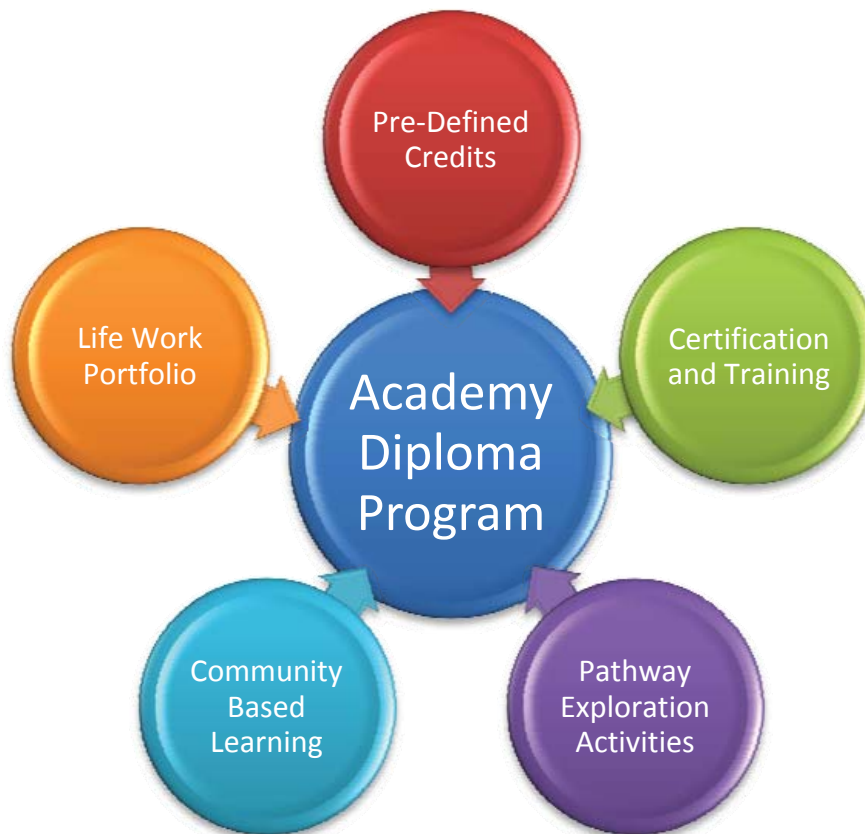 Pre-Defined
Credits
Life Work
Portfolio
Certification
and Training
Academy
Diploma
Program
Community
Based
Learning
Pathway
Exploration
Activities